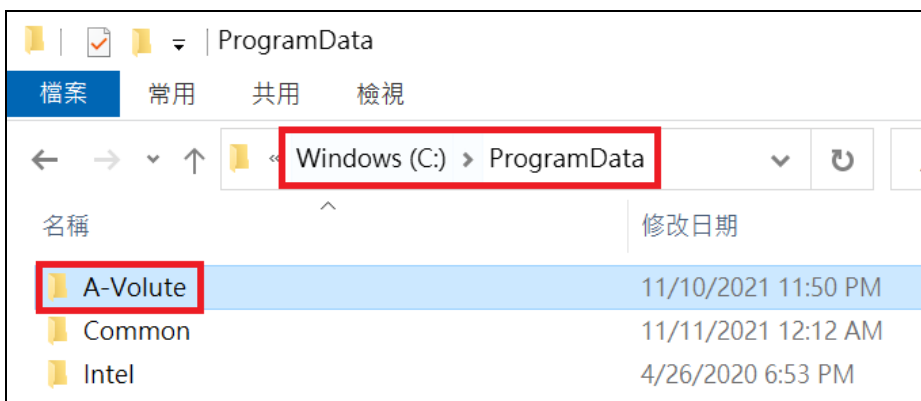 ProgramData
檔案 常用 共用 檢視
« Windows (C:) > ProgramData
名稱 修改日期
A-Volute 11/10/2021 11:50 PM
Common 11/11/2021 12:12 AM
Intel 4/26/2020 6:53 PM